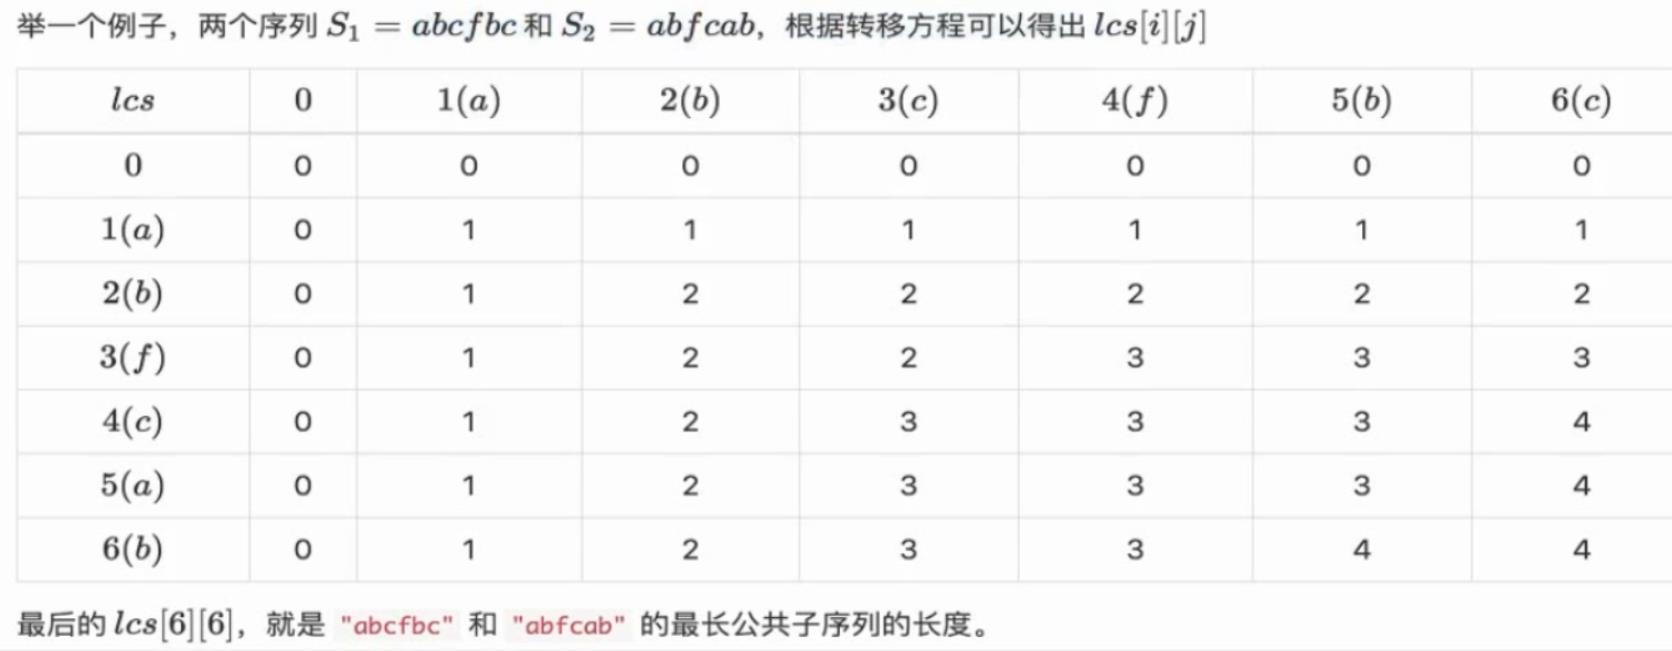 举一个例子，两个序列 S₁ = abcfbc 和 S₂ = abfcab，根据转移方程可以得出 lcs[i][j]
lcs 0 1(a) 2(b) 3(c) 4(f) 5(b) 6(c)
0 0 0 0 0 0 0 0
1(a) 0 1 1 1 1 1 1
2(b) 0 1 2 2 2 2 2
3(f) 0 1 2 2 3 3 3
4(c) 0 1 2 3 3 3 4
5(a) 0 1 2 3 3 3 4
6(b) 0 1 2 3 3 4 4
最后的 lcs[6][6]，就是 "abcfbc" 和 "abfcab" 的最长公共子序列的长度。